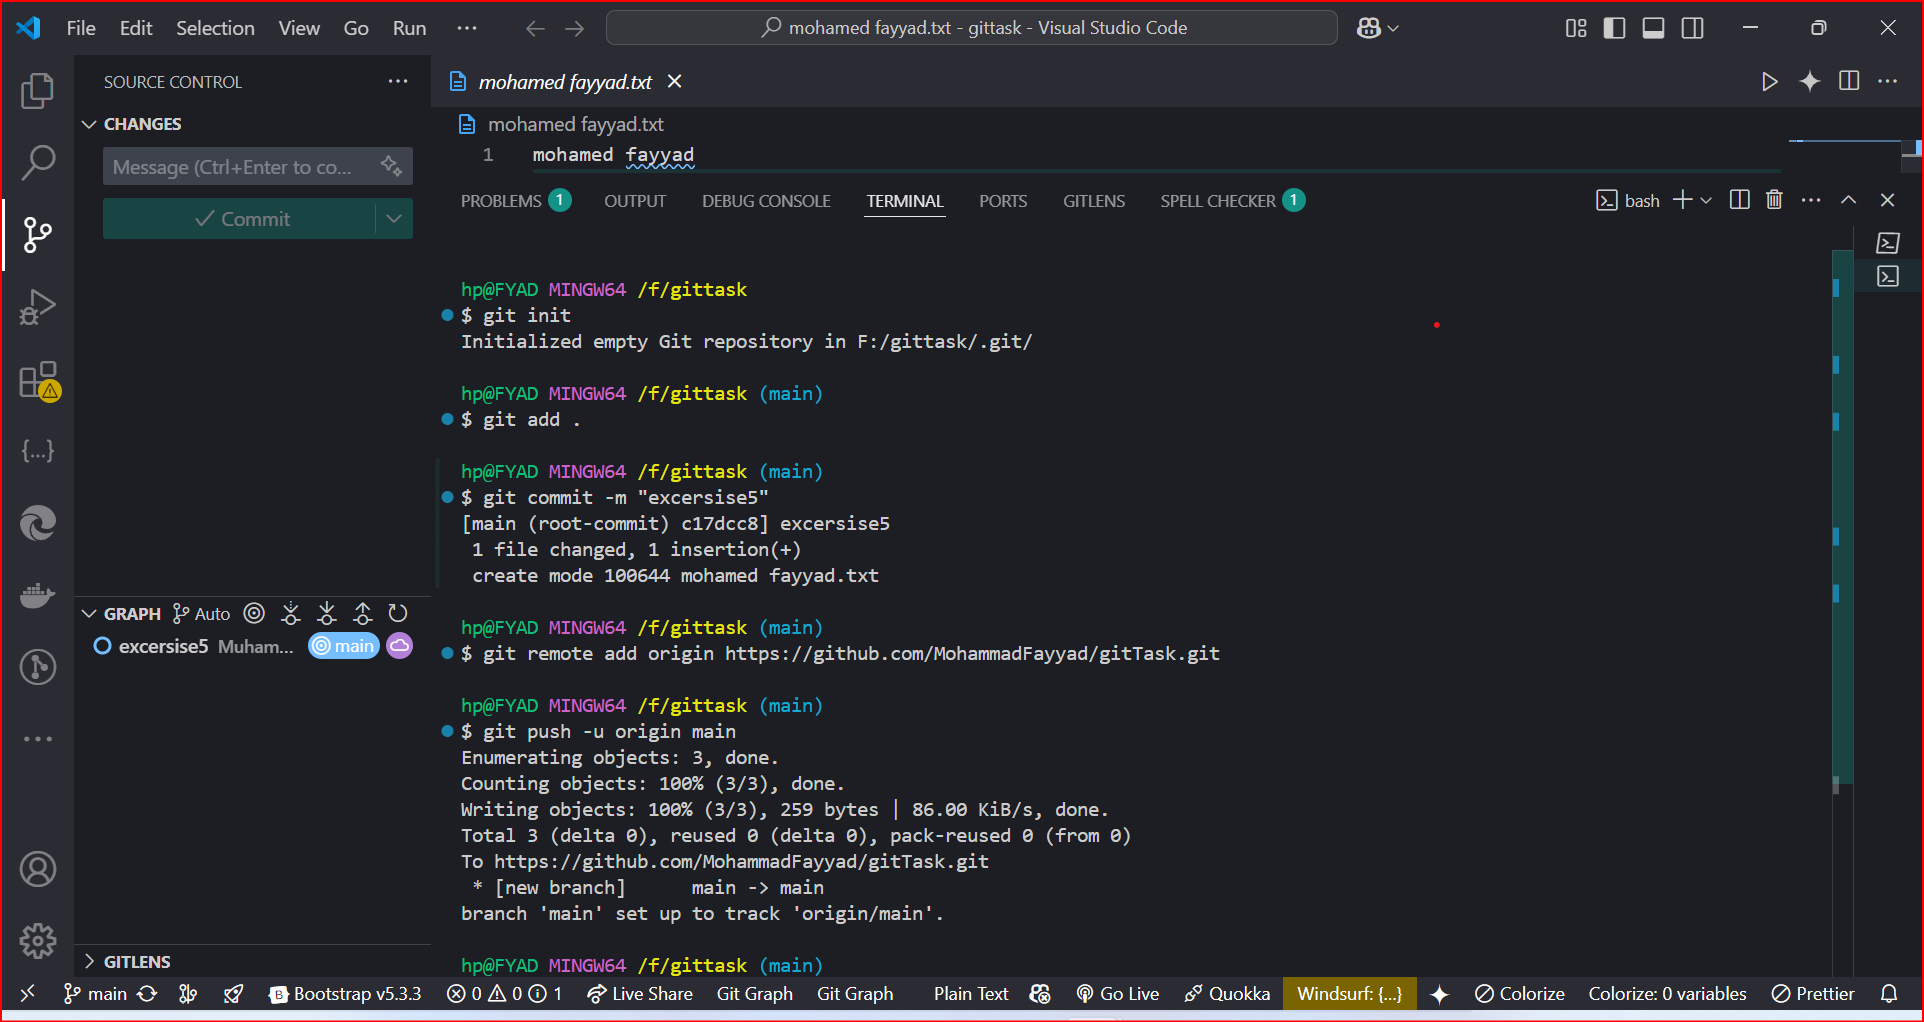 File Edit Selection View Go Run ··· mohamed fayyad.txt - gittask - Visual Studio Code
SOURCE CONTROL
CHANGES
Message (Ctrl+Enter to co...
Commit
mohamed fayyad.txt
mohamed fayyad.txt
1 mohamed fayyad
PROBLEMS 1 OUTPUT DEBUG CONSOLE TERMINAL PORTS GITLENS SPELL CHECKER 1 bash
hp@FYAD MINGW64 /f/gittask
$ git init
Initialized empty Git repository in F:/gittask/.git/
hp@FYAD MINGW64 /f/gittask (main)
$ git add .
hp@FYAD MINGW64 /f/gittask (main)
$ git commit -m "excersise5"
[main (root-commit) c17dcc8] excersise5
1 file changed, 1 insertion(+)
create mode 100644 mohamed fayyad.txt
hp@FYAD MINGW64 /f/gittask (main)
$ git remote add origin https://github.com/MohammadFayyad/gitTask.git
hp@FYAD MINGW64 /f/gittask (main)
$ git push -u origin main
Enumerating objects: 3, done.
Counting objects: 100% (3/3), done.
Writing objects: 100% (3/3), 259 bytes | 86.00 KiB/s, done.
Total 3 (delta 0), reused 0 (delta 0), pack-reused 0 (from 0)
To https://github.com/MohammadFayyad/gitTask.git
* [new branch] main -> main
branch 'main' set up to track 'origin/main'.
hp@FYAD MINGW64 /f/gittask (main)
GRAPH Auto
excersise5 Muham... main
GITLENS
main Bootstrap v5.3.3 0 0 1 Live Share Git Graph Git Graph Plain Text Go Live Quokka Windsurf: {...} Colorize Colorize: 0 variables Prettier